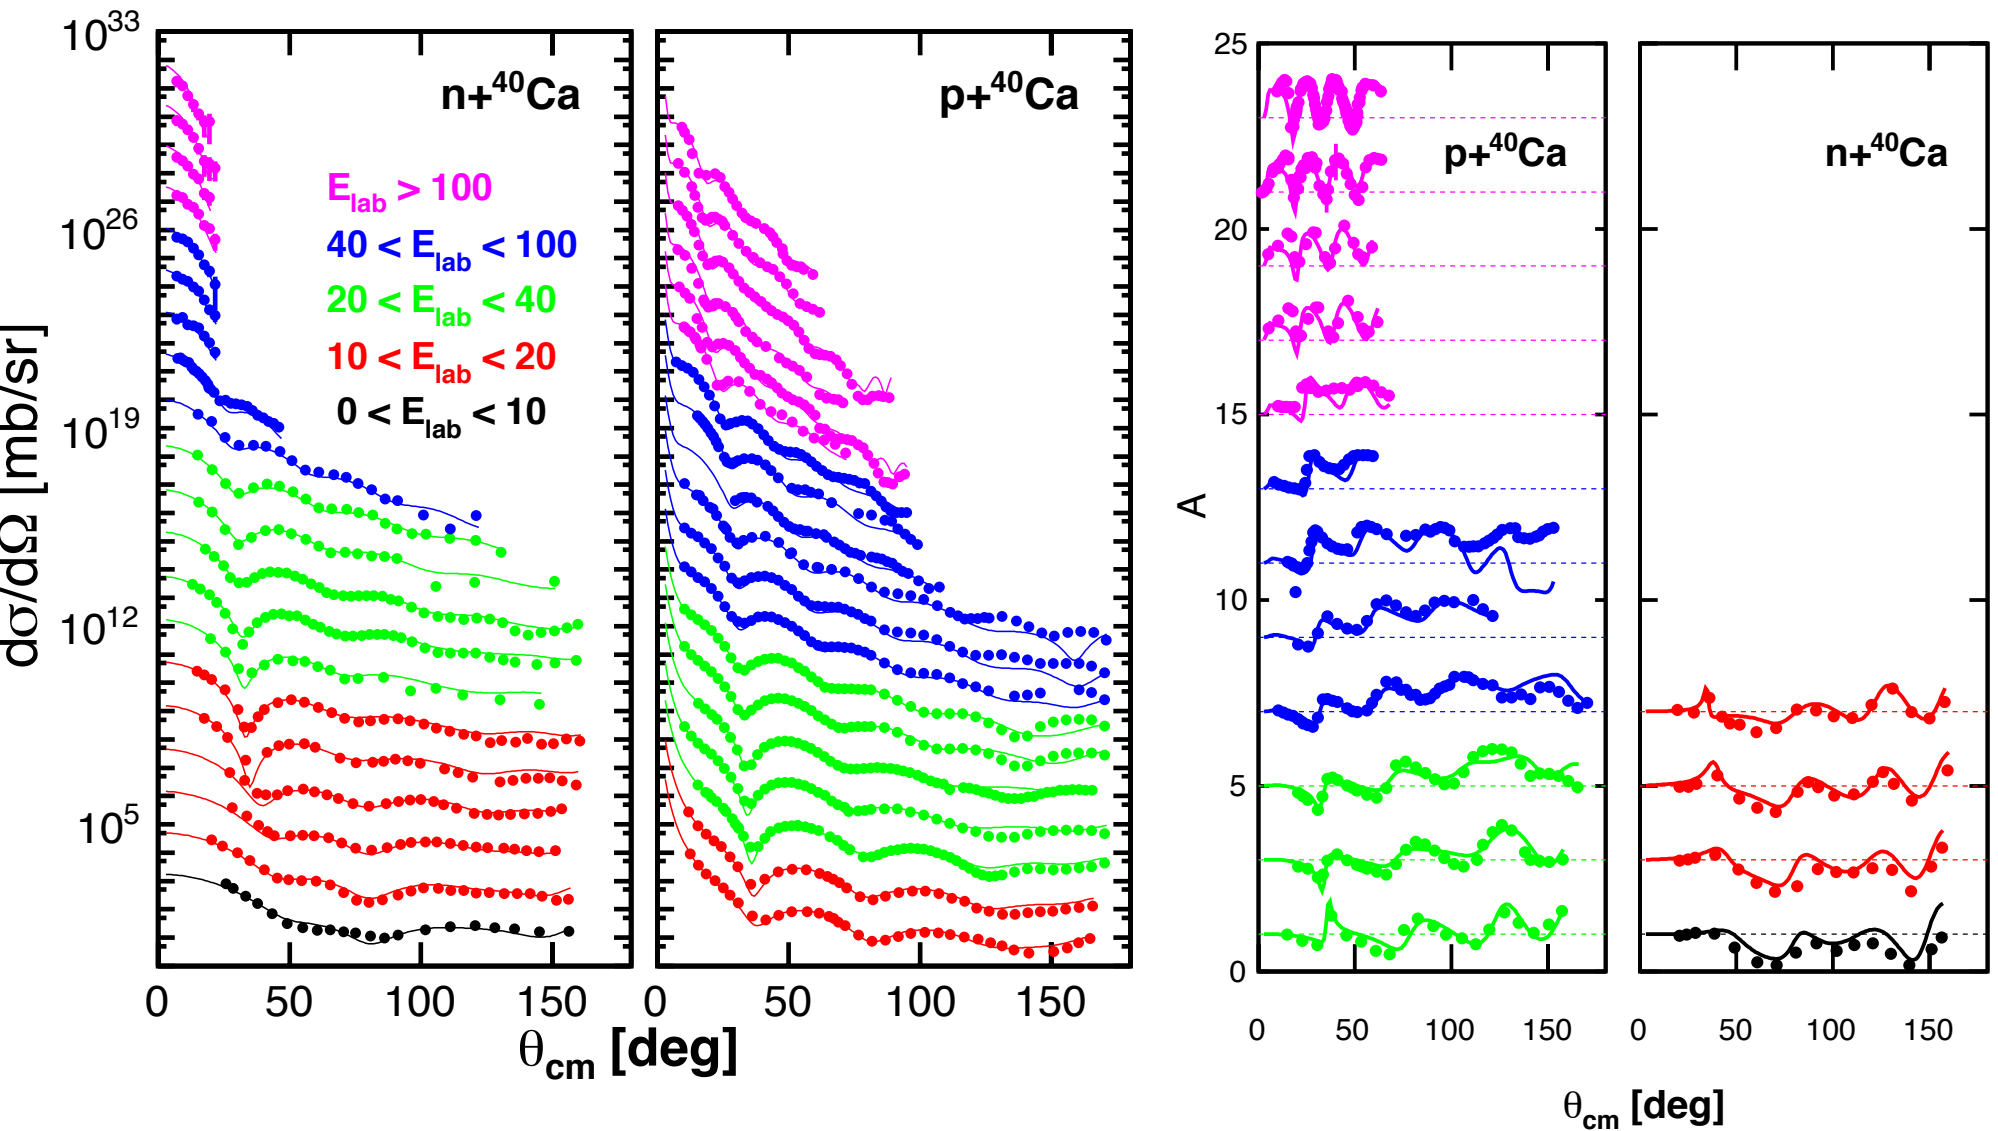 10^33
10^26
10^19
10^12
10^5
dσ/dΩ [mb/sr]
n+^40Ca
E_lab > 100
40 < E_lab < 100
20 < E_lab < 40
10 < E_lab < 20
0 < E_lab < 10
0 50 100 150
p+^40Ca
0 50 100 150
θ_cm [deg]
A
25
20
15
10
5
0
p+^40Ca
0 50 100 150
n+^40Ca
0 50 100 150
θ_cm [deg]